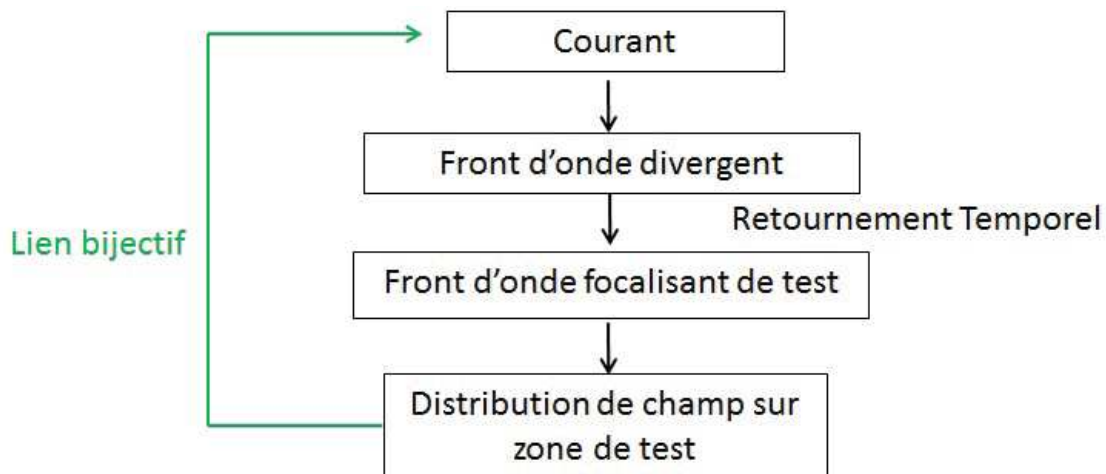 Courant
Front d'onde divergent
Retournement Temporel
Lien bijectif
Front d'onde focalisant de test
Distribution de champ sur
zone de test